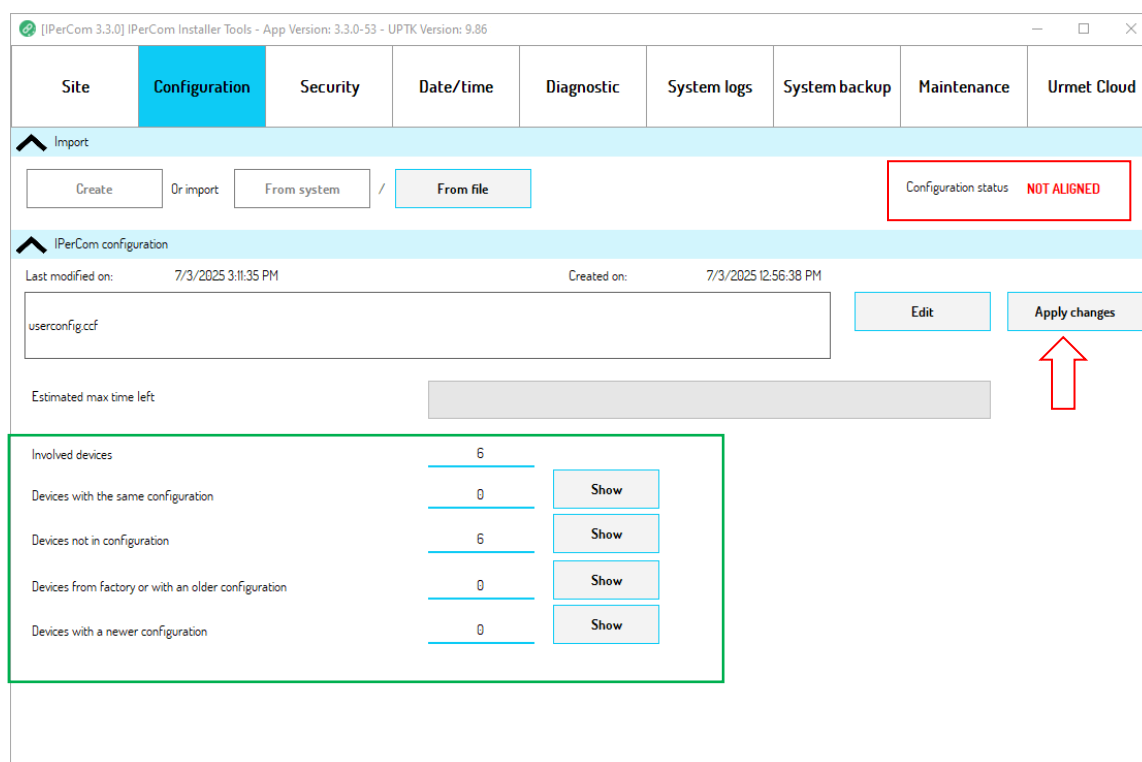 [IPerCom 3.3.0] IPerCom Installer Tools - App Version: 3.3.0-53 - UPTK Version: 9.86
Site Configuration Security Date/time Diagnostic System logs System backup Maintenance Urmet Cloud
Import
Create Or import From system / From file Configuration status NOT ALIGNED
IPerCom configuration
Last modified on: 7/3/2025 3:11:35 PM Created on: 7/3/2025 12:56:38 PM
Edit Apply changes
userconfig.ccf
Estimated max time left
Involved devices 6
Devices with the same configuration 0 Show
Devices not in configuration 6 Show
Devices from factory or with an older configuration 0 Show
Devices with a newer configuration 0 Show